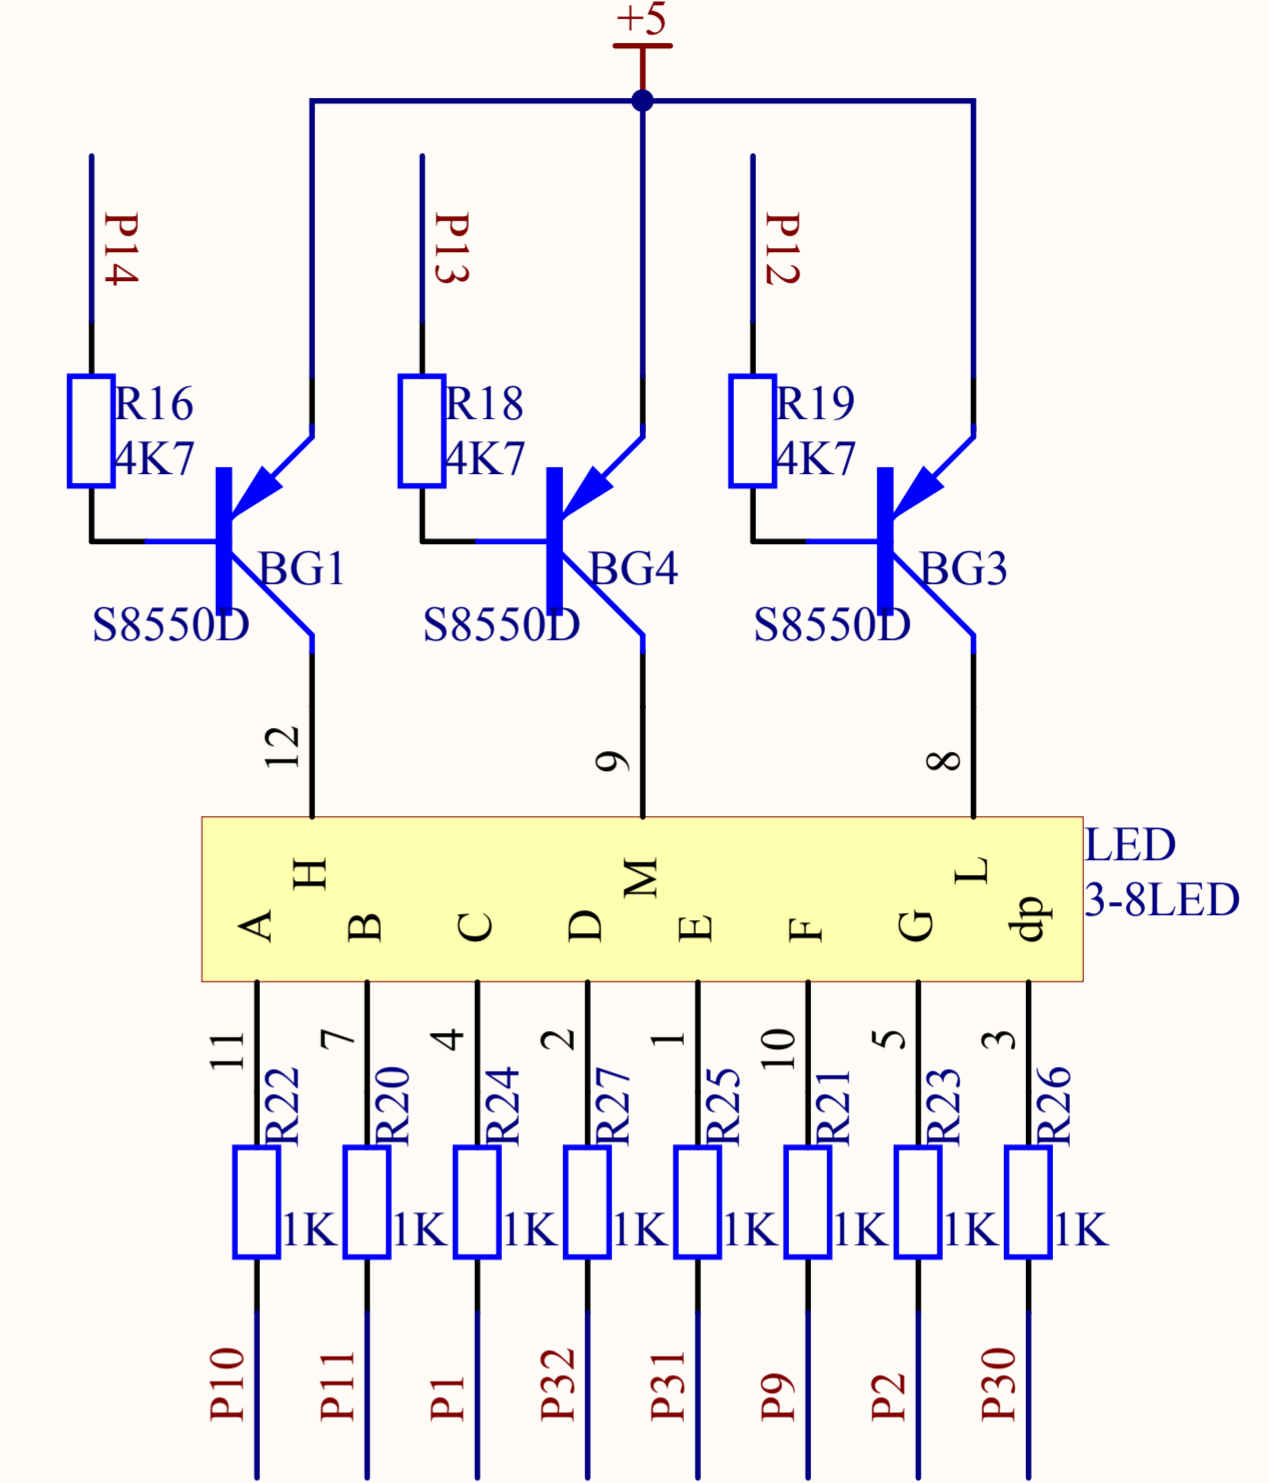 +5
P14
P13
P12
R16
4K7
R18
4K7
R19
4K7
BG1
S8550D
BG4
S8550D
BG3
S8550D
12
9
8
H
M
L
LED
3-8LED
A
B
C
D
E
F
G
dp
11
7
4
2
1
10
5
3
R22
R20
R24
R27
R25
R21
R23
R26
1K
1K
1K
1K
1K
1K
1K
1K
P10
P11
P1
P32
P31
P9
P2
P30